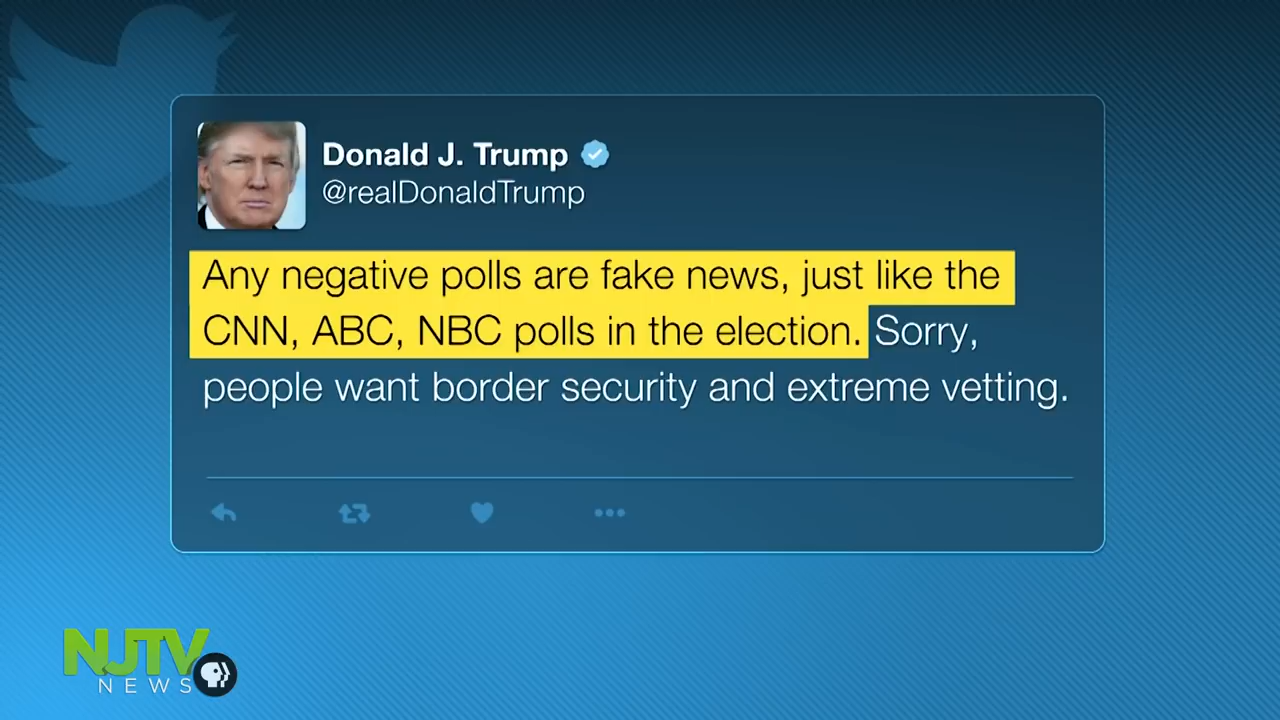 Donald J. Trump
@realDonaldTrump
Any negative polls are fake news, just like the
CNN, ABC, NBC polls in the election. Sorry,
people want border security and extreme vetting.
NJTV
NEWS